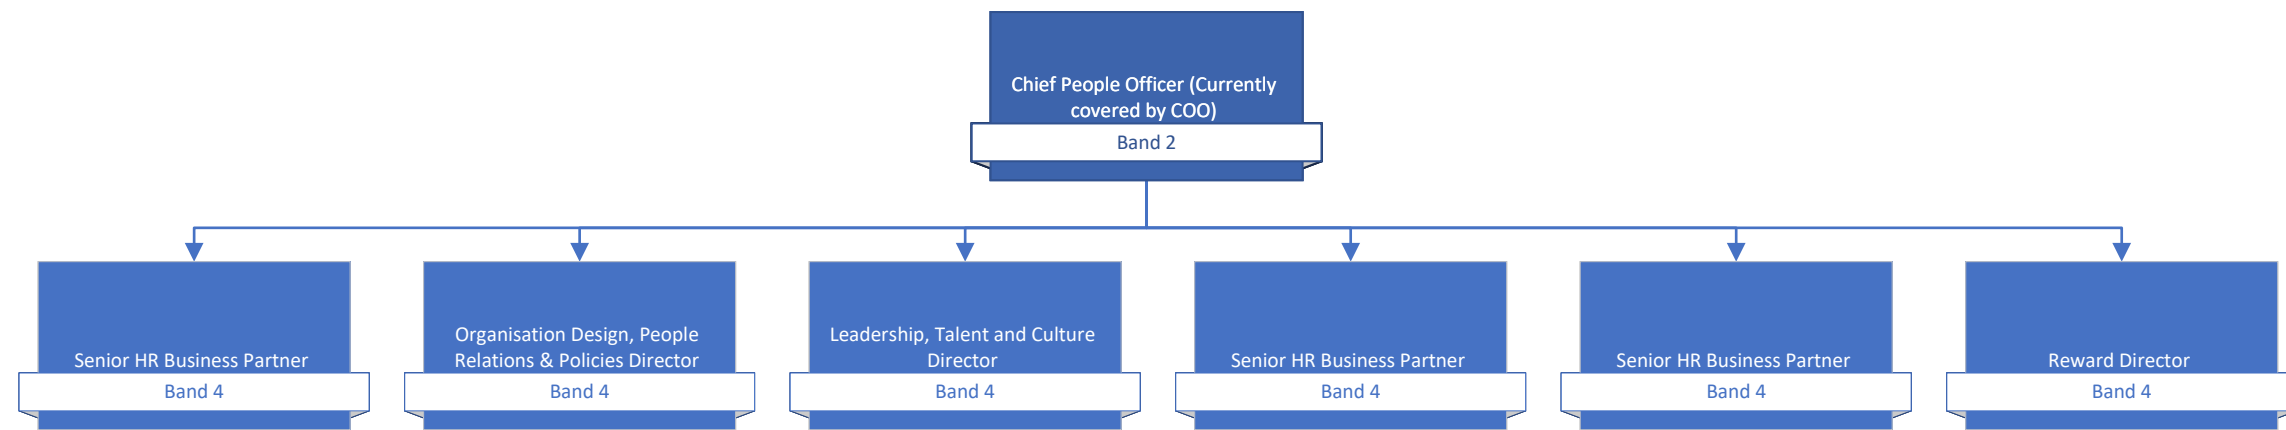 Chief People Officer (Currently
covered by COO)
Band 2
Senior HR Business Partner
Band 4
Organisation Design, People
Relations & Policies Director
Band 4
Leadership, Talent and Culture
Director
Band 4
Senior HR Business Partner
Band 4
Senior HR Business Partner
Band 4
Reward Director
Band 4